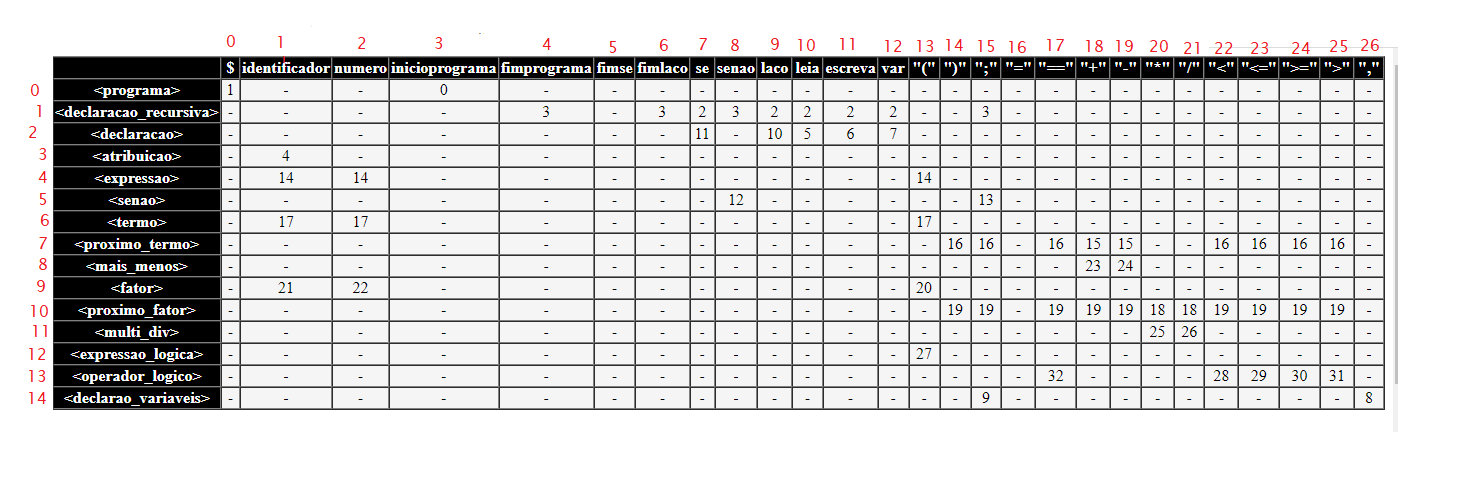 0 1 2 3 4 5 6 7 8 9 10 11 12 13 14 15 16 17 18 19 20 21 22 23 24 25 26
$ identificador numero inicioprograma fimprograma fimse fimlaco se senao laco leia escreva var "(" ")" ";" "=" "==" "+" "-" "*" "/" "<" "<=" ">=" ">" ","
0 <programa> 1 - - 0 - - - - - - - - - - - - - - - - - - - - - - -
1 <declaracao_recursiva> - - - - 3 - 3 2 3 2 2 2 2 - - 3 - - - - - - - - - - -
2 <declaracao> - - - - - - - 11 - 10 5 6 7 - - - - - - - - - - - - - -
3 <atribuicao> - 4 - - - - - - - - - - - - - - - - - - - - - - - - -
4 <expressao> - 14 14 - - - - - - - - - - 14 - - - - - - - - - - - - -
5 <senao> - - - - - - - - 12 - - - - - - 13 - - - - - - - - - - -
6 <termo> - 17 17 - - - - - - - - - - 17 - - - - - - - - - - - - -
7 <proximo_termo> - - - - - - - - - - - - - - 16 16 - 16 15 15 - - 16 16 16 16 -
8 <mais_menos> - - - - - - - - - - - - - - - - - - 23 24 - - - - - - -
9 <fator> - 21 22 - - - - - - - - - - 20 - - - - - - - - - - - - -
10 <proximo_fator> - - - - - - - - - - - - - - 19 19 - 19 19 19 18 18 19 19 19 19 -
11 <multi_div> - - - - - - - - - - - - - - - - - - - - 25 26 - - - - -
12 <expressão_logica> - - - - - - - - - - - - - 27 - - - - - - - - - - - - -
13 <operador_logico> - - - - - - - - - - - - - - - - - 32 - - - - 28 29 30 31 -
14 <declarao_variaveis> - - - - - - - - - - - - - - - 9 - - - - - - - - - - 8